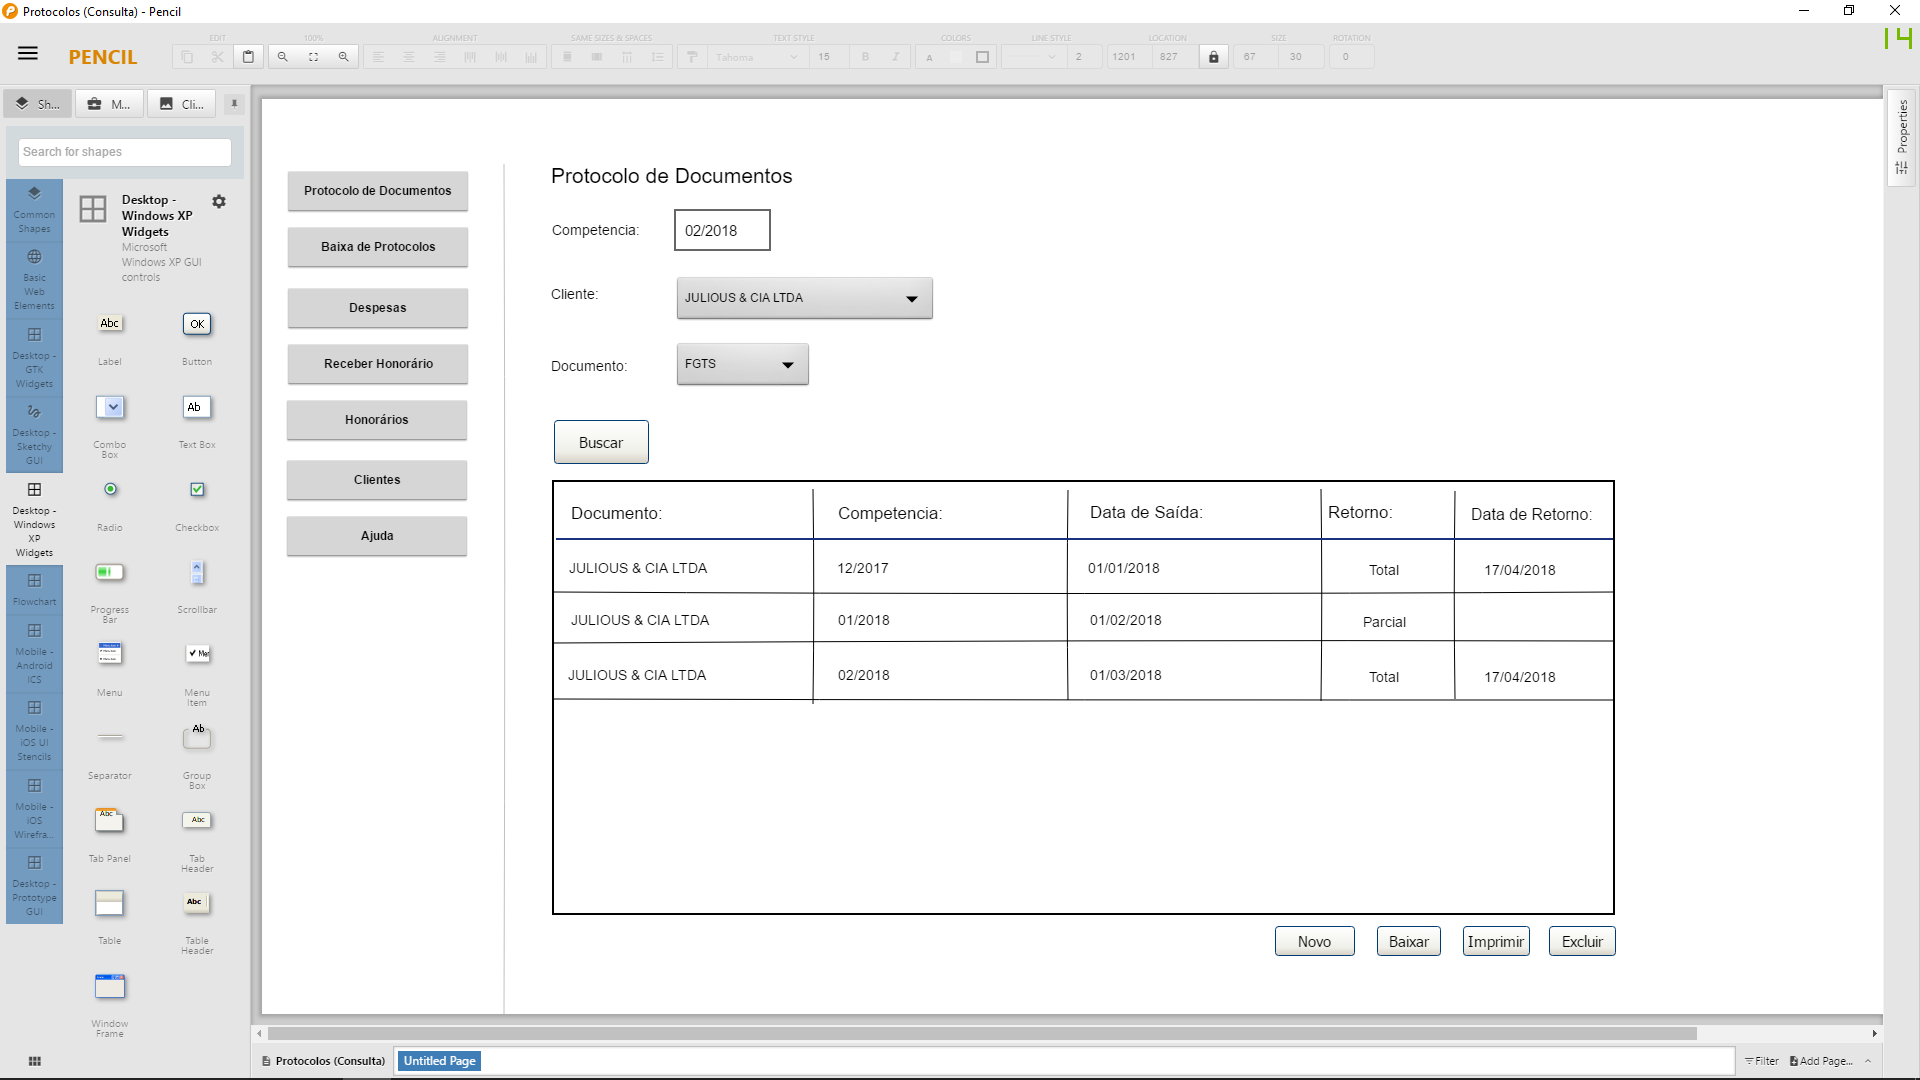 Protocolos (Consulta) - Pencil
14
PENCIL
EDIT
100%
ALIGNMENT
SAME SIZES & SPACES
TEXT STYLE
COLORS
LINE STYLE
LOCATION
SIZE
ROTATION
Tahoma
15
B
I
A
2
1201
827
67
30
0
Sh...
M...
Cli...
Search for shapes
Common Shapes
Basic Web Elements
Desktop - GTK Widgets
Desktop - Sketchy GUI
Desktop - Windows XP Widgets
Flowchart
Mobile - Android ICS
Mobile - iOS UI Stencils
Mobile - iOS Wirefra...
Desktop - Prototype GUI
Desktop -
Windows XP
Widgets
Microsoft
Windows XP GUI
controls
Abc
OK
Label
Button
Ab
Combo Box
Text Box
Radio
Checkbox
Progress Bar
Scrollbar
Menu
Menu Item
Ab
Separator
Group Box
Abc
Abc
Tab Panel
Tab Header
Abc
Table
Table Header
Window Frame
Protocolo de Documentos
Baixa de Protocolos
Despesas
Receber Honorário
Honorários
Clientes
Ajuda
Protocolo de Documentos
Competencia: 02/2018
Cliente: JULIOUS & CIA LTDA
Documento: FGTS
Buscar
Documento: Competencia: Data de Saída: Retorno: Data de Retorno:
JULIOUS & CIA LTDA 12/2017 01/01/2018 Total 17/04/2018
JULIOUS & CIA LTDA 01/2018 01/02/2018 Parcial
JULIOUS & CIA LTDA 02/2018 01/03/2018 Total 17/04/2018
Novo Baixar Imprimir Excluir
Properties
Protocolos (Consulta)
Untitled Page
Filter
Add Page...